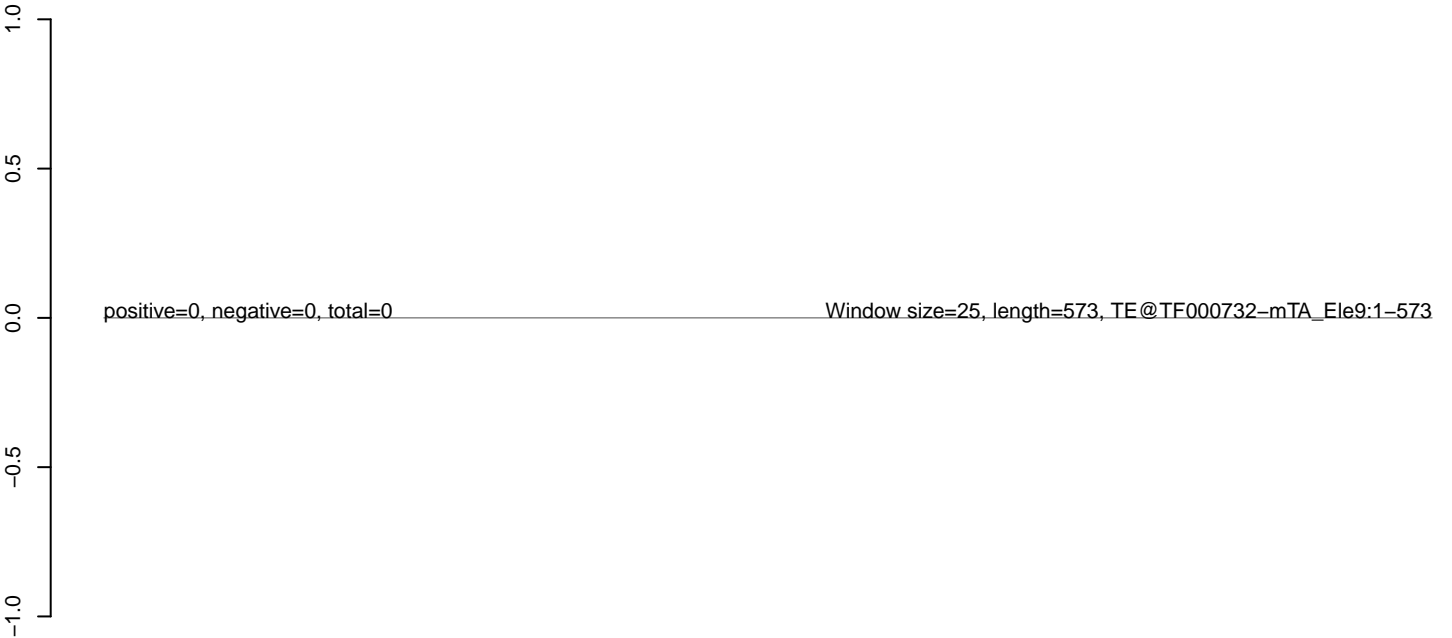 1.0
0.5
positive=0, negative=0, total=0
Window size=25, length=573, TE@TF000732−mTA_Ele9:1−573
0.0
−0.5
−1.0